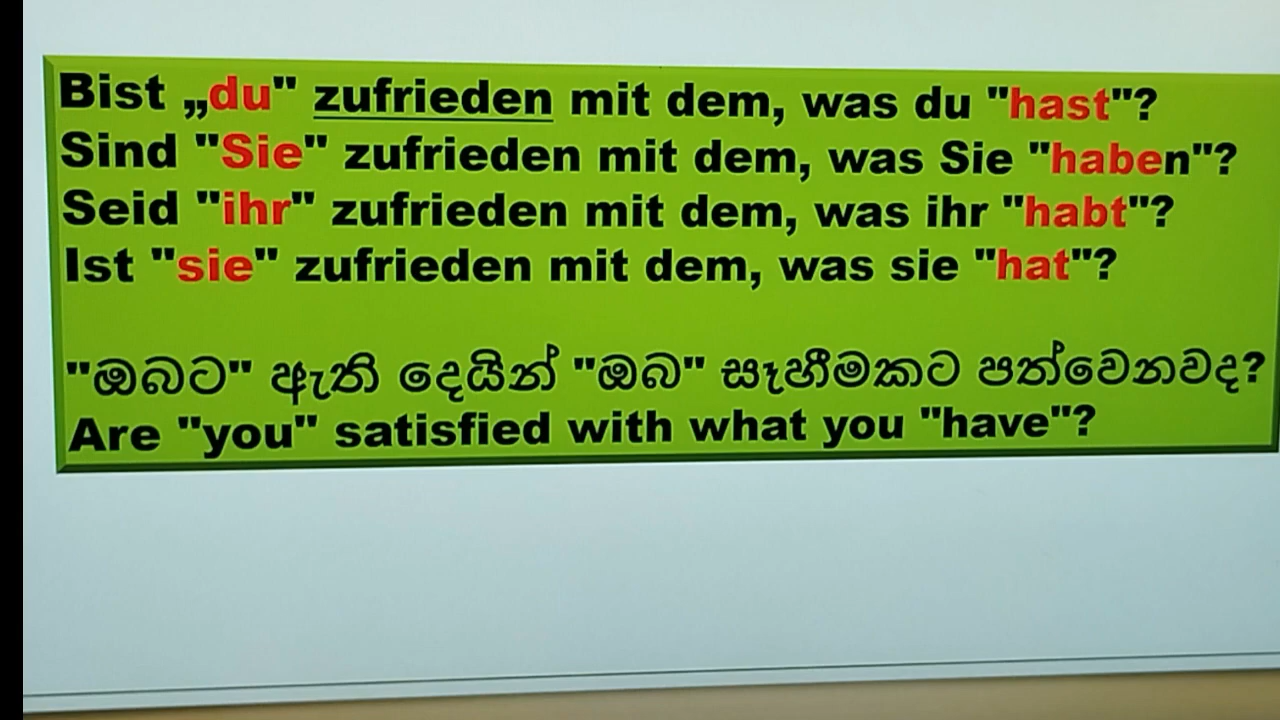 Bist „du" zufrieden mit dem, was du "hast"?
Sind "Sie" zufrieden mit dem, was Sie "haben"?
Seid "ihr" zufrieden mit dem, was ihr "habt"?
Ist "sie" zufrieden mit dem, was sie "hat"?
"ඔබට" ඇති දෙයින් "ඔබ" සෑහීමකට පත්වෙනවද?
Are "you" satisfied with what you "have"?